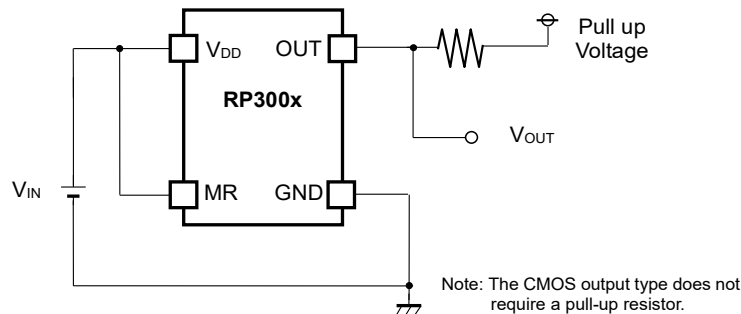 VDD
OUT
Pull up
Voltage
RP300x
VOUT
VIN
MR
GND
Note: The CMOS output type does not
require a pull-up resistor.